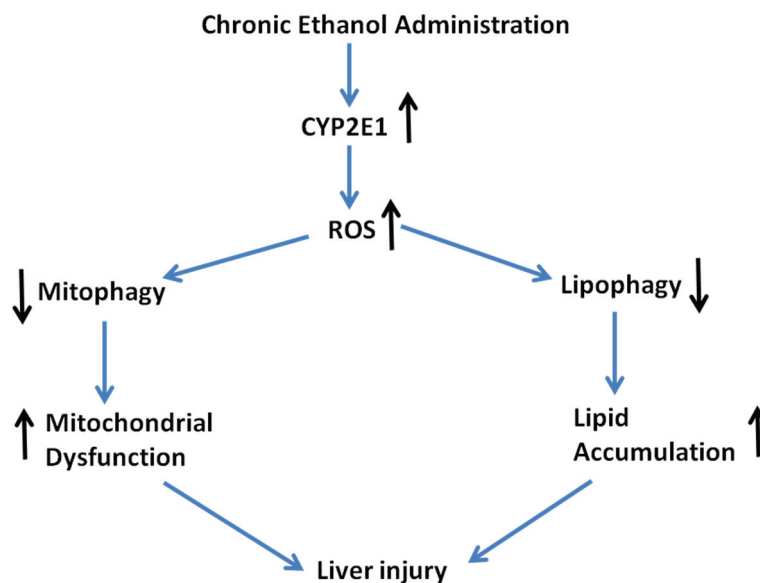 Chronic Ethanol Administration
CYP2E1
ROS
Mitophagy
Lipophagy
Mitochondrial
Dysfunction
Lipid
Accumulation
Liver injury